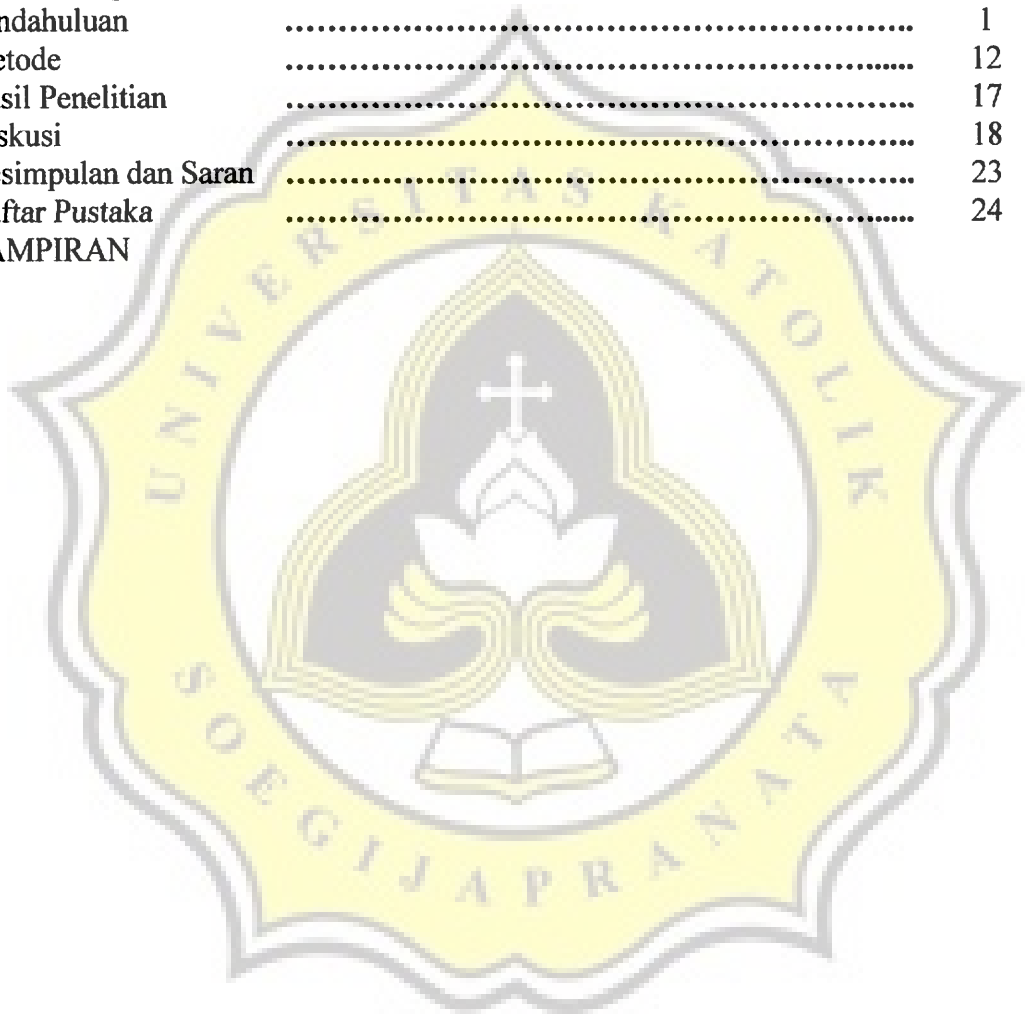 ndahuluan ........................................................................ 1
etode ........................................................................ 12
sil Penelitian ........................................................................ 17
skusi ........................................................................ 18
esimpulan dan Saran ........................................................................ 23
ftar Pustaka ........................................................................ 24
AMPIRAN
UNIVERSITAS KATOLIK
SOEGIJAPRANATA